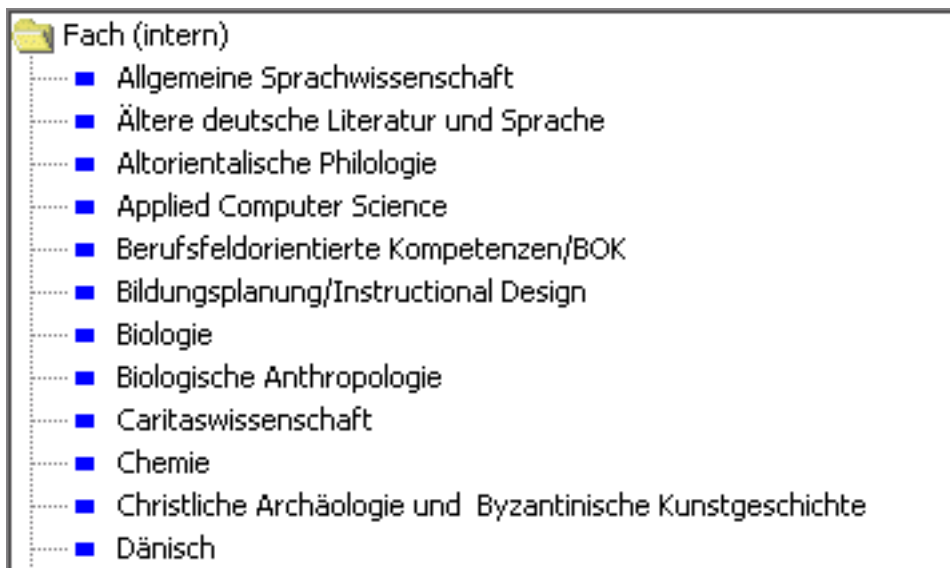 Fach (intern)
Allgemeine Sprachwissenschaft
Ältere deutsche Literatur und Sprache
Altorientalische Philologie
Applied Computer Science
Berufsfeldorientierte Kompetenzen/BOK
Bildungsplanung/Instructional Design
Biologie
Biologische Anthropologie
Caritaswissenschaft
Chemie
Christliche Archäologie und  Byzantinische Kunstgeschichte
Dänisch